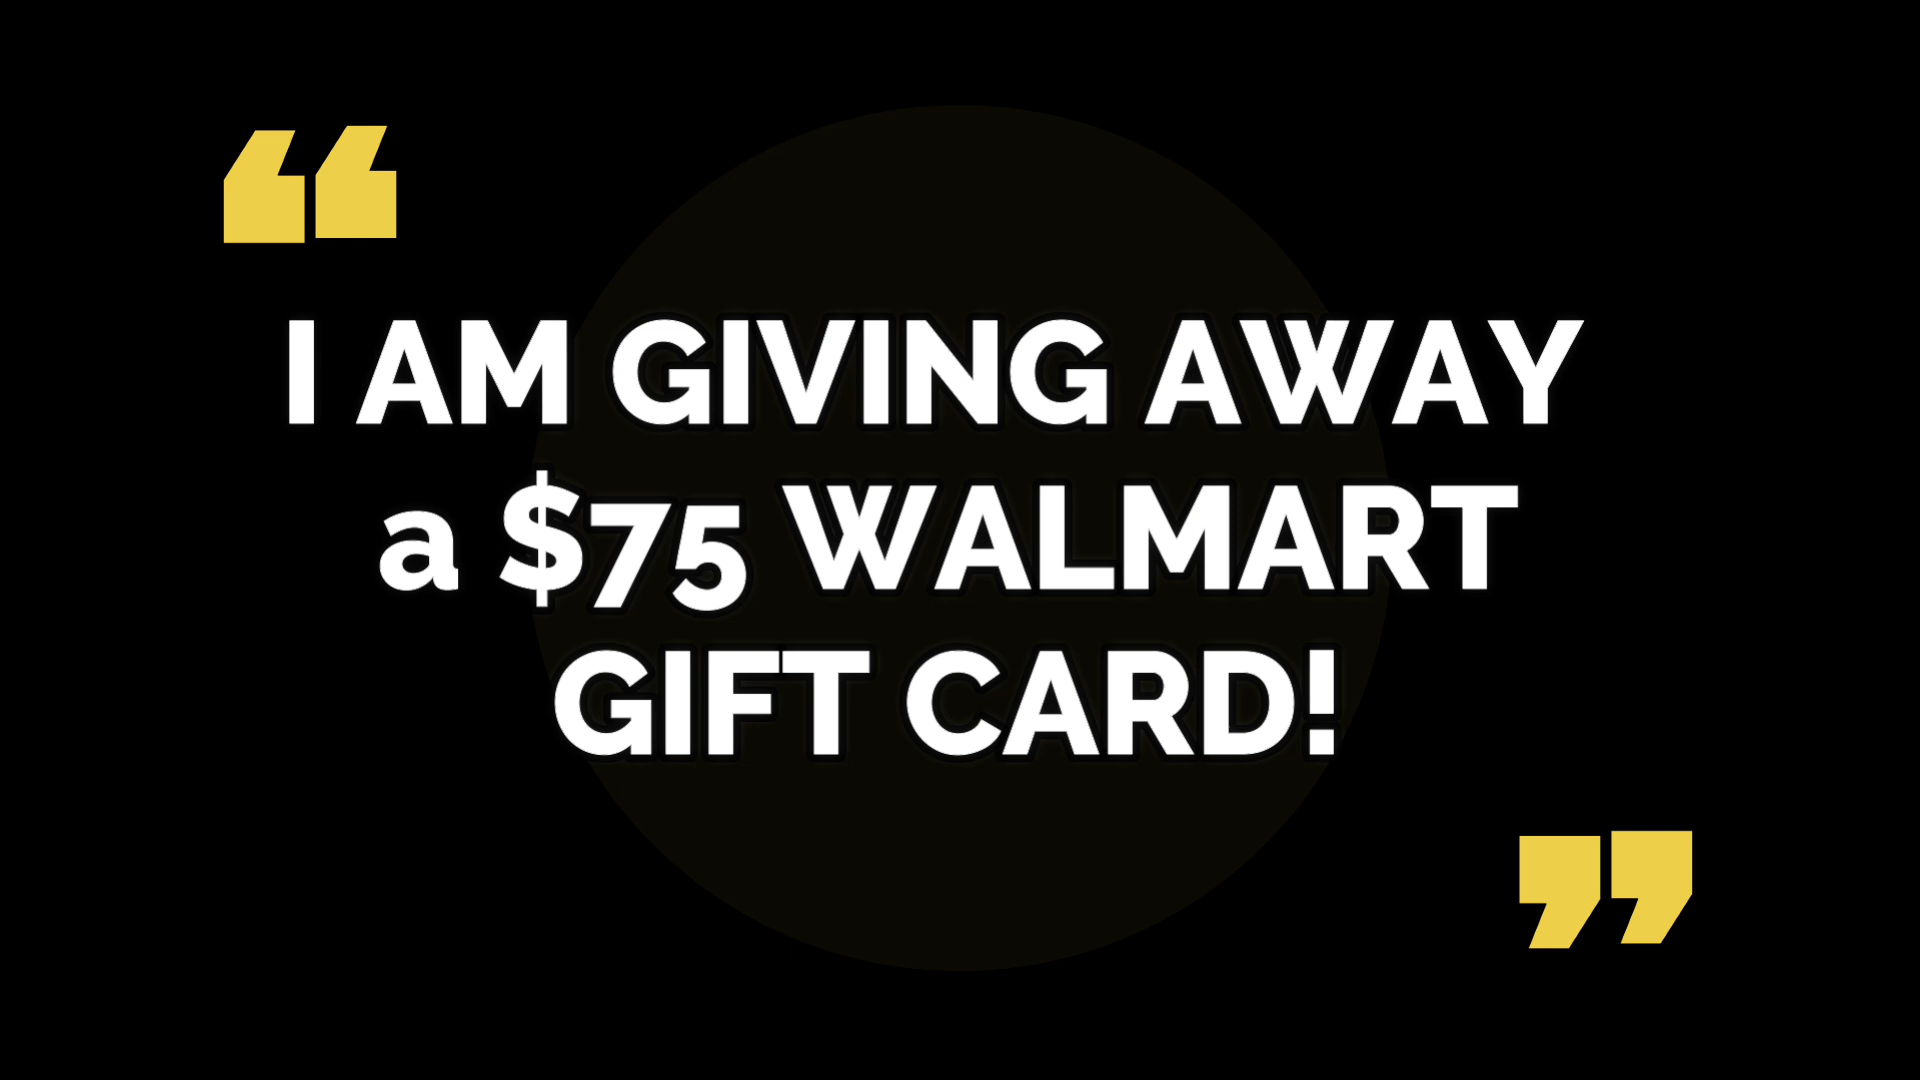 “
I AM GIVING AWAY
a $75 WALMART
GIFT CARD!
”